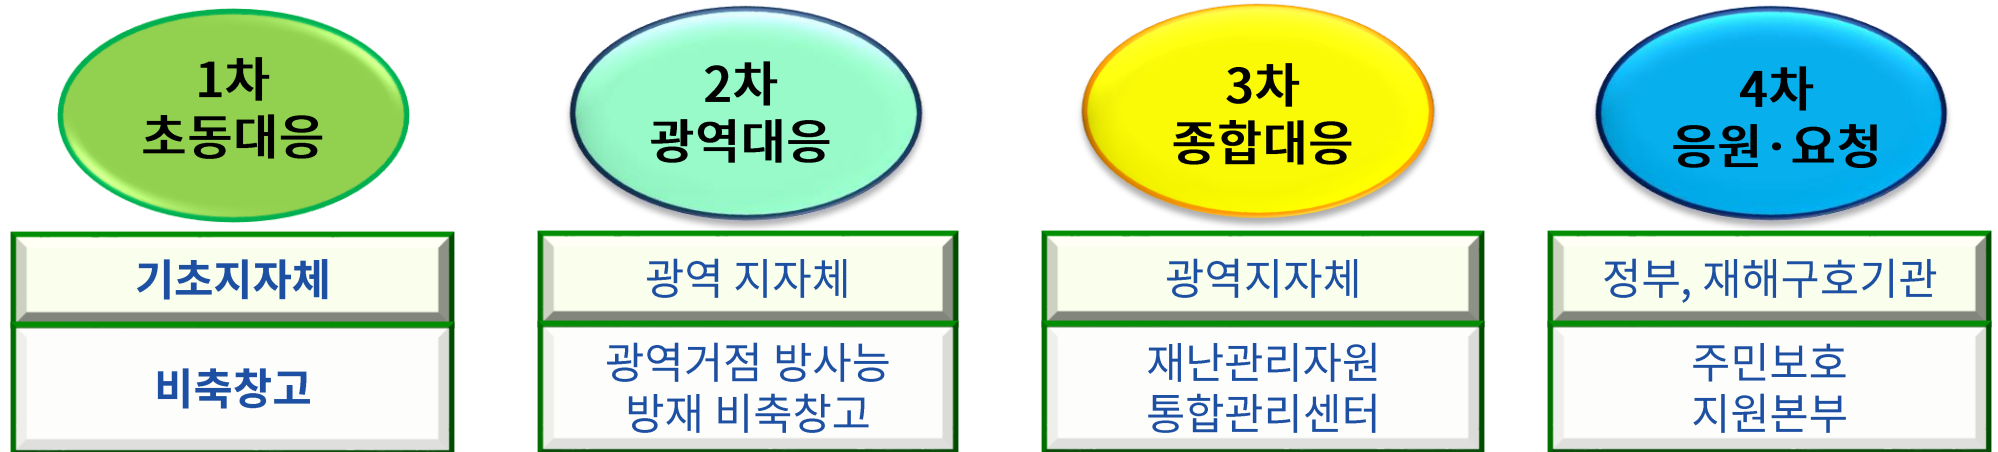 1차
초동대응
2차
광역대응
3차
종합대응
4차
응원·요청
기초지자체
광역 지자체
광역지자체
정부, 재해구호기관
비축창고
광역거점 방사능
방재 비축창고
재난관리자원
통합관리센터
주민보호
지원본부